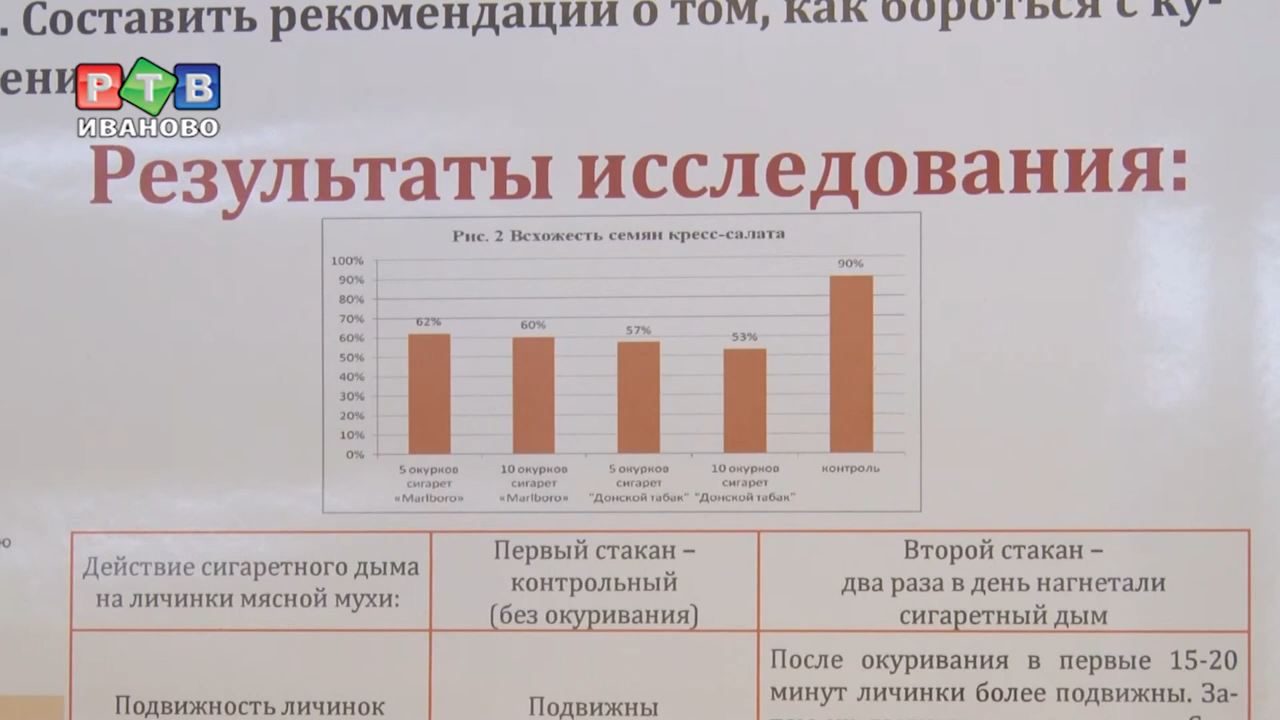 . Составить рекомендации о том, как бороться с ку-
ени
РТВ
ИВАНОВО
Результаты исследования:
Рис. 2 Всхожесть семян кресс-салата
100%
90%
80%
70%
60%
50%
40%
30%
20%
10%
0%
62%
60%
57%
53%
90%
5 окурков сигарет «Marlboro»
10 окурков сигарет «Marlboro»
5 окурков сигарет "Донской табак"
10 окурков сигарет "Донской табак"
контроль
ю
Действие сигаретного дыма
на личинки мясной мухи:
Первый стакан –
контрольный
(без окуривания)
Второй стакан –
два раза в день нагнетали
сигаретный дым
Подвижность личинок
Подвижны
После окуривания в первые 15-20
минут личинки более подвижны. За-